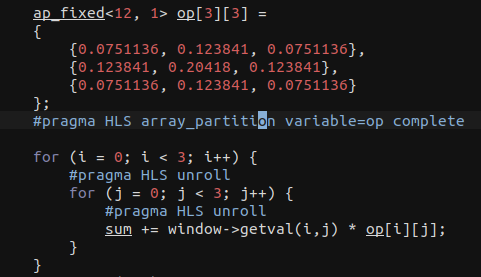 ap_fixed<12, 1> op[3][3] =
{
{0.0751136, 0.123841, 0.0751136},
{0.123841, 0.20418, 0.123841},
{0.0751136, 0.123841, 0.0751136}
};
#pragma HLS array_partition variable=op complete
for (i = 0; i < 3; i++) {
#pragma HLS unroll
for (j = 0; j < 3; j++) {
#pragma HLS unroll
sum += window->getval(i,j) * op[i][j];
}
}